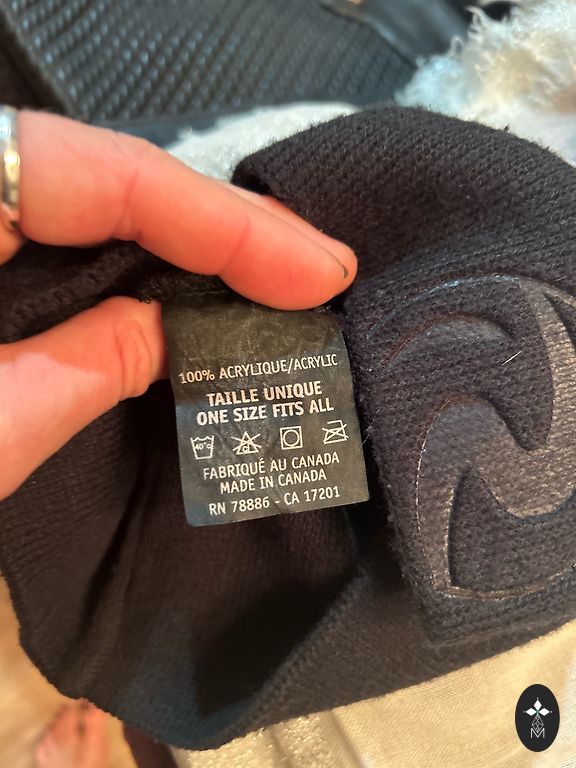 100% ACRYLIQUE/ACRYLIC
TAILLE UNIQUE
ONE SIZE FITS ALL
40°C
FABRIQUÉ AU CANADA
MADE IN CANADA
RN 78886 - CA 17201
M